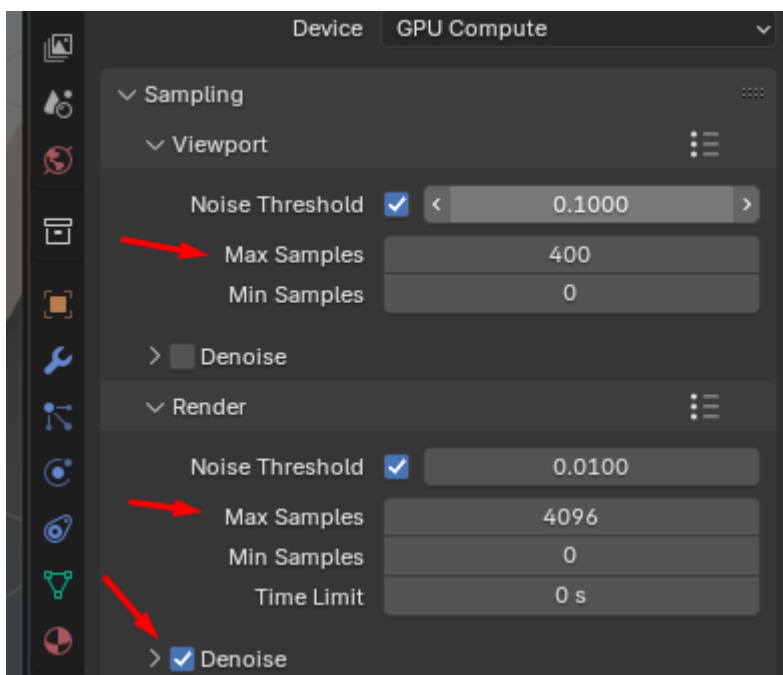 Device GPU Compute
Sampling
Viewport
Noise Threshold 0.1000
Max Samples 400
Min Samples 0
Denoise
Render
Noise Threshold 0.0100
Max Samples 4096
Min Samples 0
Time Limit 0 s
Denoise